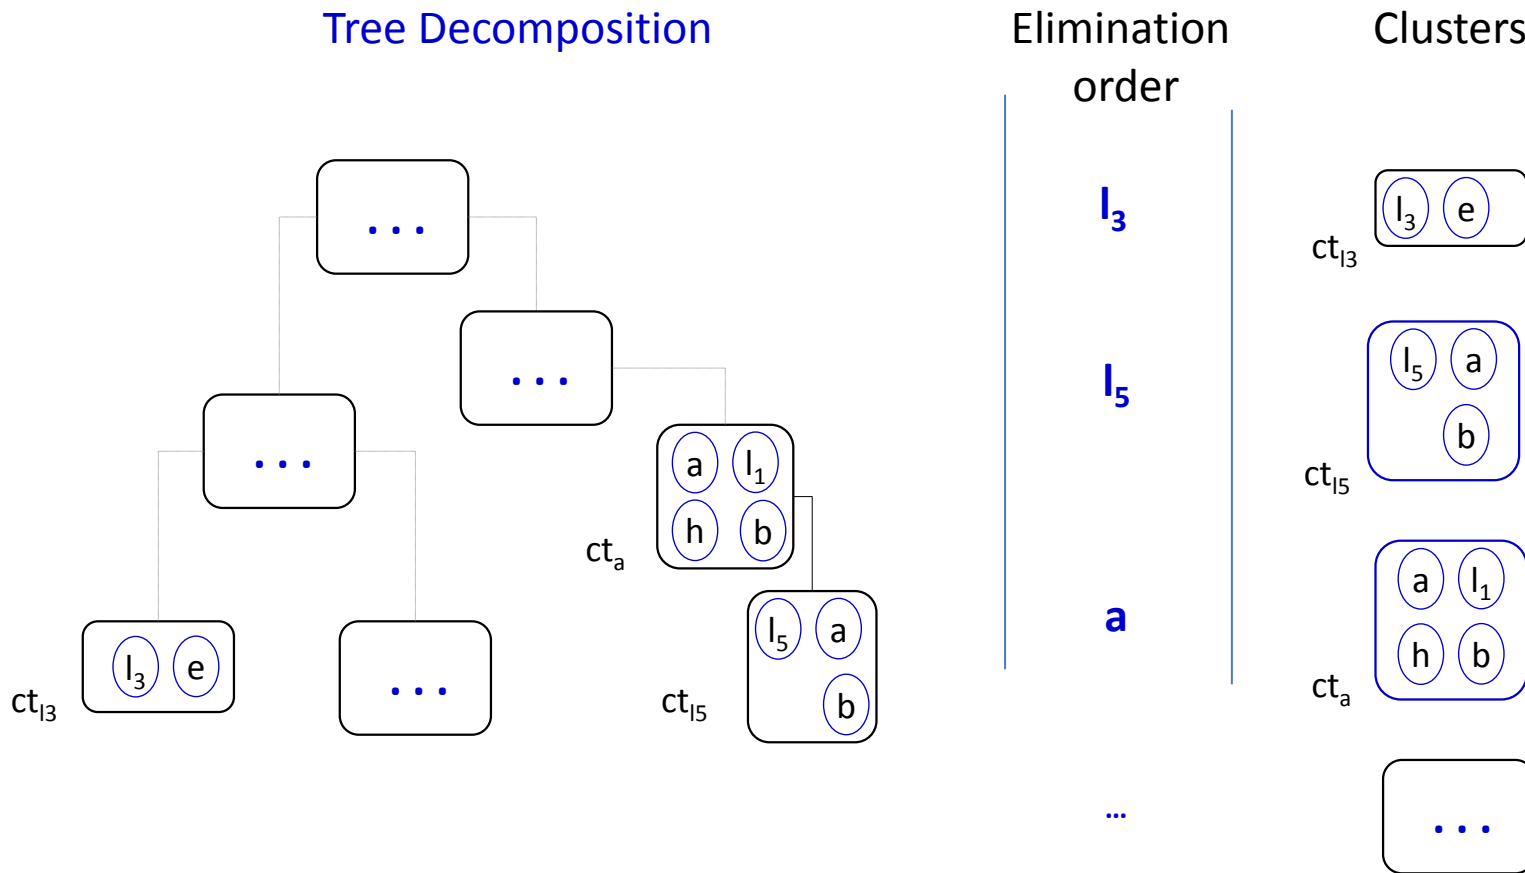 Tree Decomposition
Elimination
order
Clusters
...
...
...
a l1
h b
cta
l3 e
ctl3
...
l5 a
b
ctl5
l3
l5
a
...
l3 e
ctl3
l5 a
b
ctl5
a l1
h b
cta
...